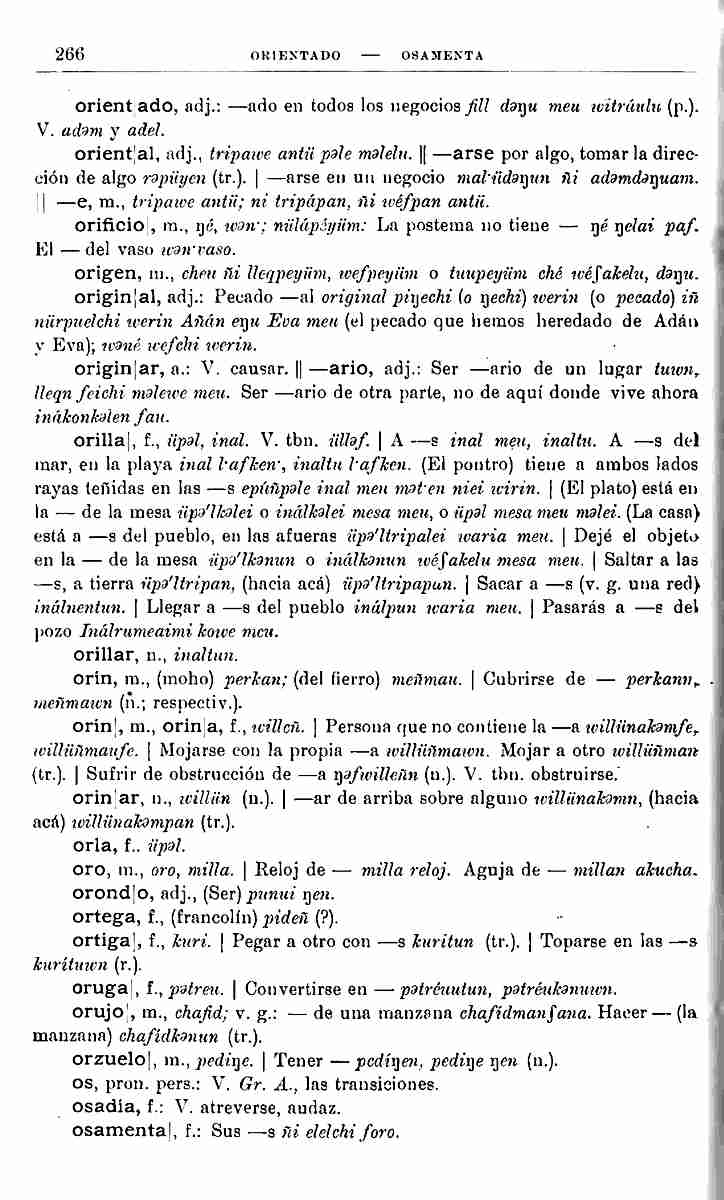 266 ORIENTADO — OSAMENTA
orient|ado, adj.: —ado en todos los negocios fill dəŋu meu witráulu (p.).
V. adəm y adel.
orient|al, adj., tripawe antü pəle məlelu. || —arse por algo, tomar la direc-
ción de algo rəpüyen (tr.). | —arse en un negocio mal·üdəŋun ñi adəmdəŋuam.
|| —e, m., tripawe antü; ni tripápan, ñi wéfpan antü.
orificio|, m., ŋé, wən·; nülápəyüm: La postema no tiene — ŋé ŋelai paf.
El — del vaso wən·vaso.
origen, m., cheu ñi lleqpeyüm, wefpeyüm o tuupeyüm ché wéʃakelu, dəŋu.
origin|al, adj.: Pecado —al original piŋechi (o ŋechi) werin (o pecado) iñ
nürpuelchi werin Añán eŋu Eva meu (el pecado que hemos heredado de Adán
y Eva); wəné wefchi werin.
origin|ar, a.: V. causar. || —ario, adj.: Ser —ario de un lugar tuwn,
lleqn feichi məlewe meu. Ser —ario de otra parte, no de aquí donde vive ahora
inákonkəlen fau.
orilla|, f., üpəl, inal. V. tbn. ülləf. | A —s inal meu, inaltu. A —s del
mar, en la playa inal l·afken·, inaltu l·afken. (El pontro) tiene a ambos lados
rayas teñidas en las —s epúñpəle inal meu mət·en niei wirin. | (El plato) está en
la — de la mesa üpə'lkəlei o inálkəlei mesa meu, o üpəl mesa meu məlei. (La casa)
está a —s del pueblo, en las afueras üpə'ltripalei waria meu. | Dejé el objeto
en la — de la mesa üpə'lkənun o inálkənun wéʃakelu mesa meu. | Saltar a las
—s, a tierra üpə'ltripan, (hacia acá) üpə'ltripapan. | Sacar a —s (v. g. una red)
inálnentun. | Llegar a —s del pueblo inálpun waria meu. | Pasarás a —s del
pozo Inálrumeaimi kowe meu.
orillar, n., inaltun.
orín, m., (moho) perkan; (del fierro) meñmau. | Cubrirse de — perkann,
meñmawn (n.; respectiv.).
orin|, m., orin|a, f., willeñ. | Persona que no contiene la —a willünakəmfe,
willüñmaufe. | Mojarse con la propia —a willüñmawn. Mojar a otro willüñman
(tr.). | Sufrir de obstrucción de —a ŋəfwilleñn (n.). V. tbn. obstruirse.
orin|ar, n., willün (n.). | —ar de arriba sobre alguno willünakəmn, (hacia
acá) willünakəmpan (tr.).
orla, f.. üpəl.
oro, m., oro, milla. | Reloj de — milla reloj. Aguja de — millan akucha.
orond|o, adj., (Ser) punui ŋen.
ortega, f., (francolín) pideñ (?).
ortiga|, f., kuri. | Pegar a otro con —s kuritun (tr.). | Toparse en las —s
kurítuwn (r.).
oruga|, f., pətreu. | Convertirse en — pətréuutun, pətréukənuwn.
orujo|, m., chafid; v. g.: — de una manzana chafídmanʃana. Hacer — (la
manzana) chafídkənun (tr.).
orzuelo|, m., pediŋe. | Tener — pedíŋen, pediŋe ŋen (n.).
os, pron. pers.: V. Gr. A., las transiciones.
osadía, f.: V. atreverse, audaz.
osamenta|, f.: Sus —s ñi elelchi foro.